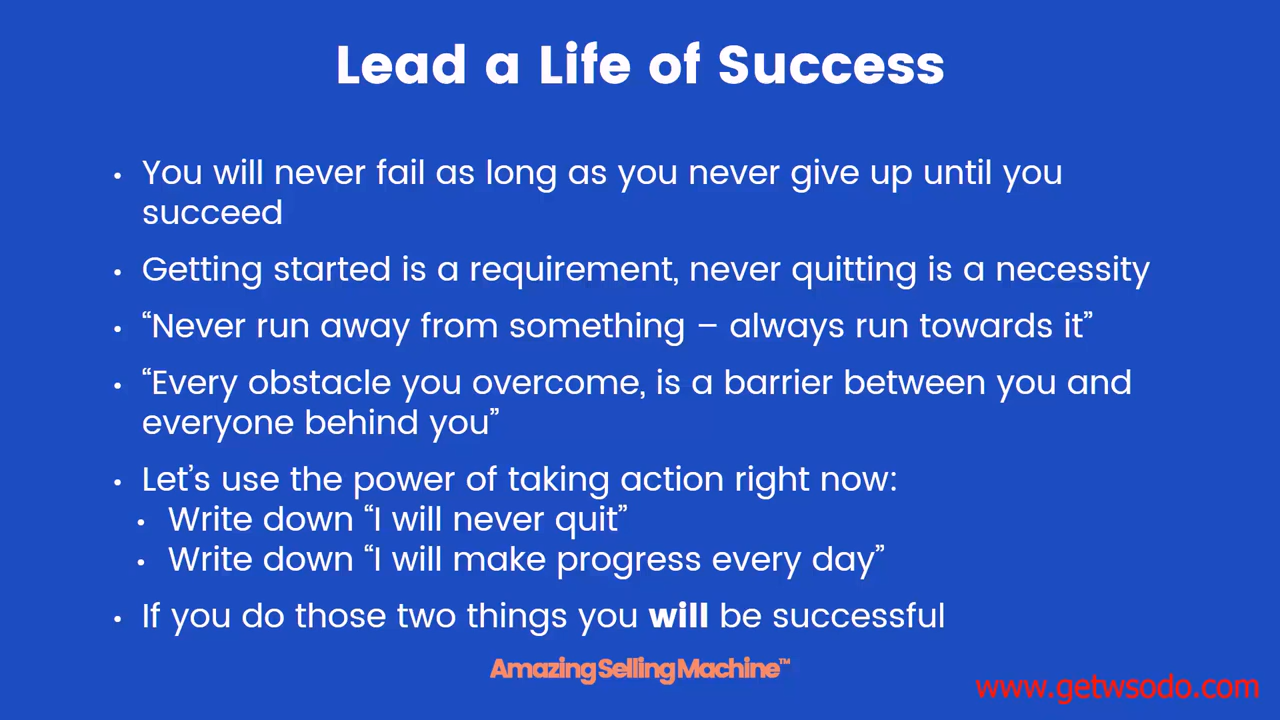 Lead a Life of Success
• You will never fail as long as you never give up until you
succeed
• Getting started is a requirement, never quitting is a necessity
• “Never run away from something – always run towards it”
• “Every obstacle you overcome, is a barrier between you and
everyone behind you”
• Let’s use the power of taking action right now:
• Write down “I will never quit”
• Write down “I will make progress every day”
• If you do those two things you will be successful
Amazing Selling Machine™
www.getwsodo.com